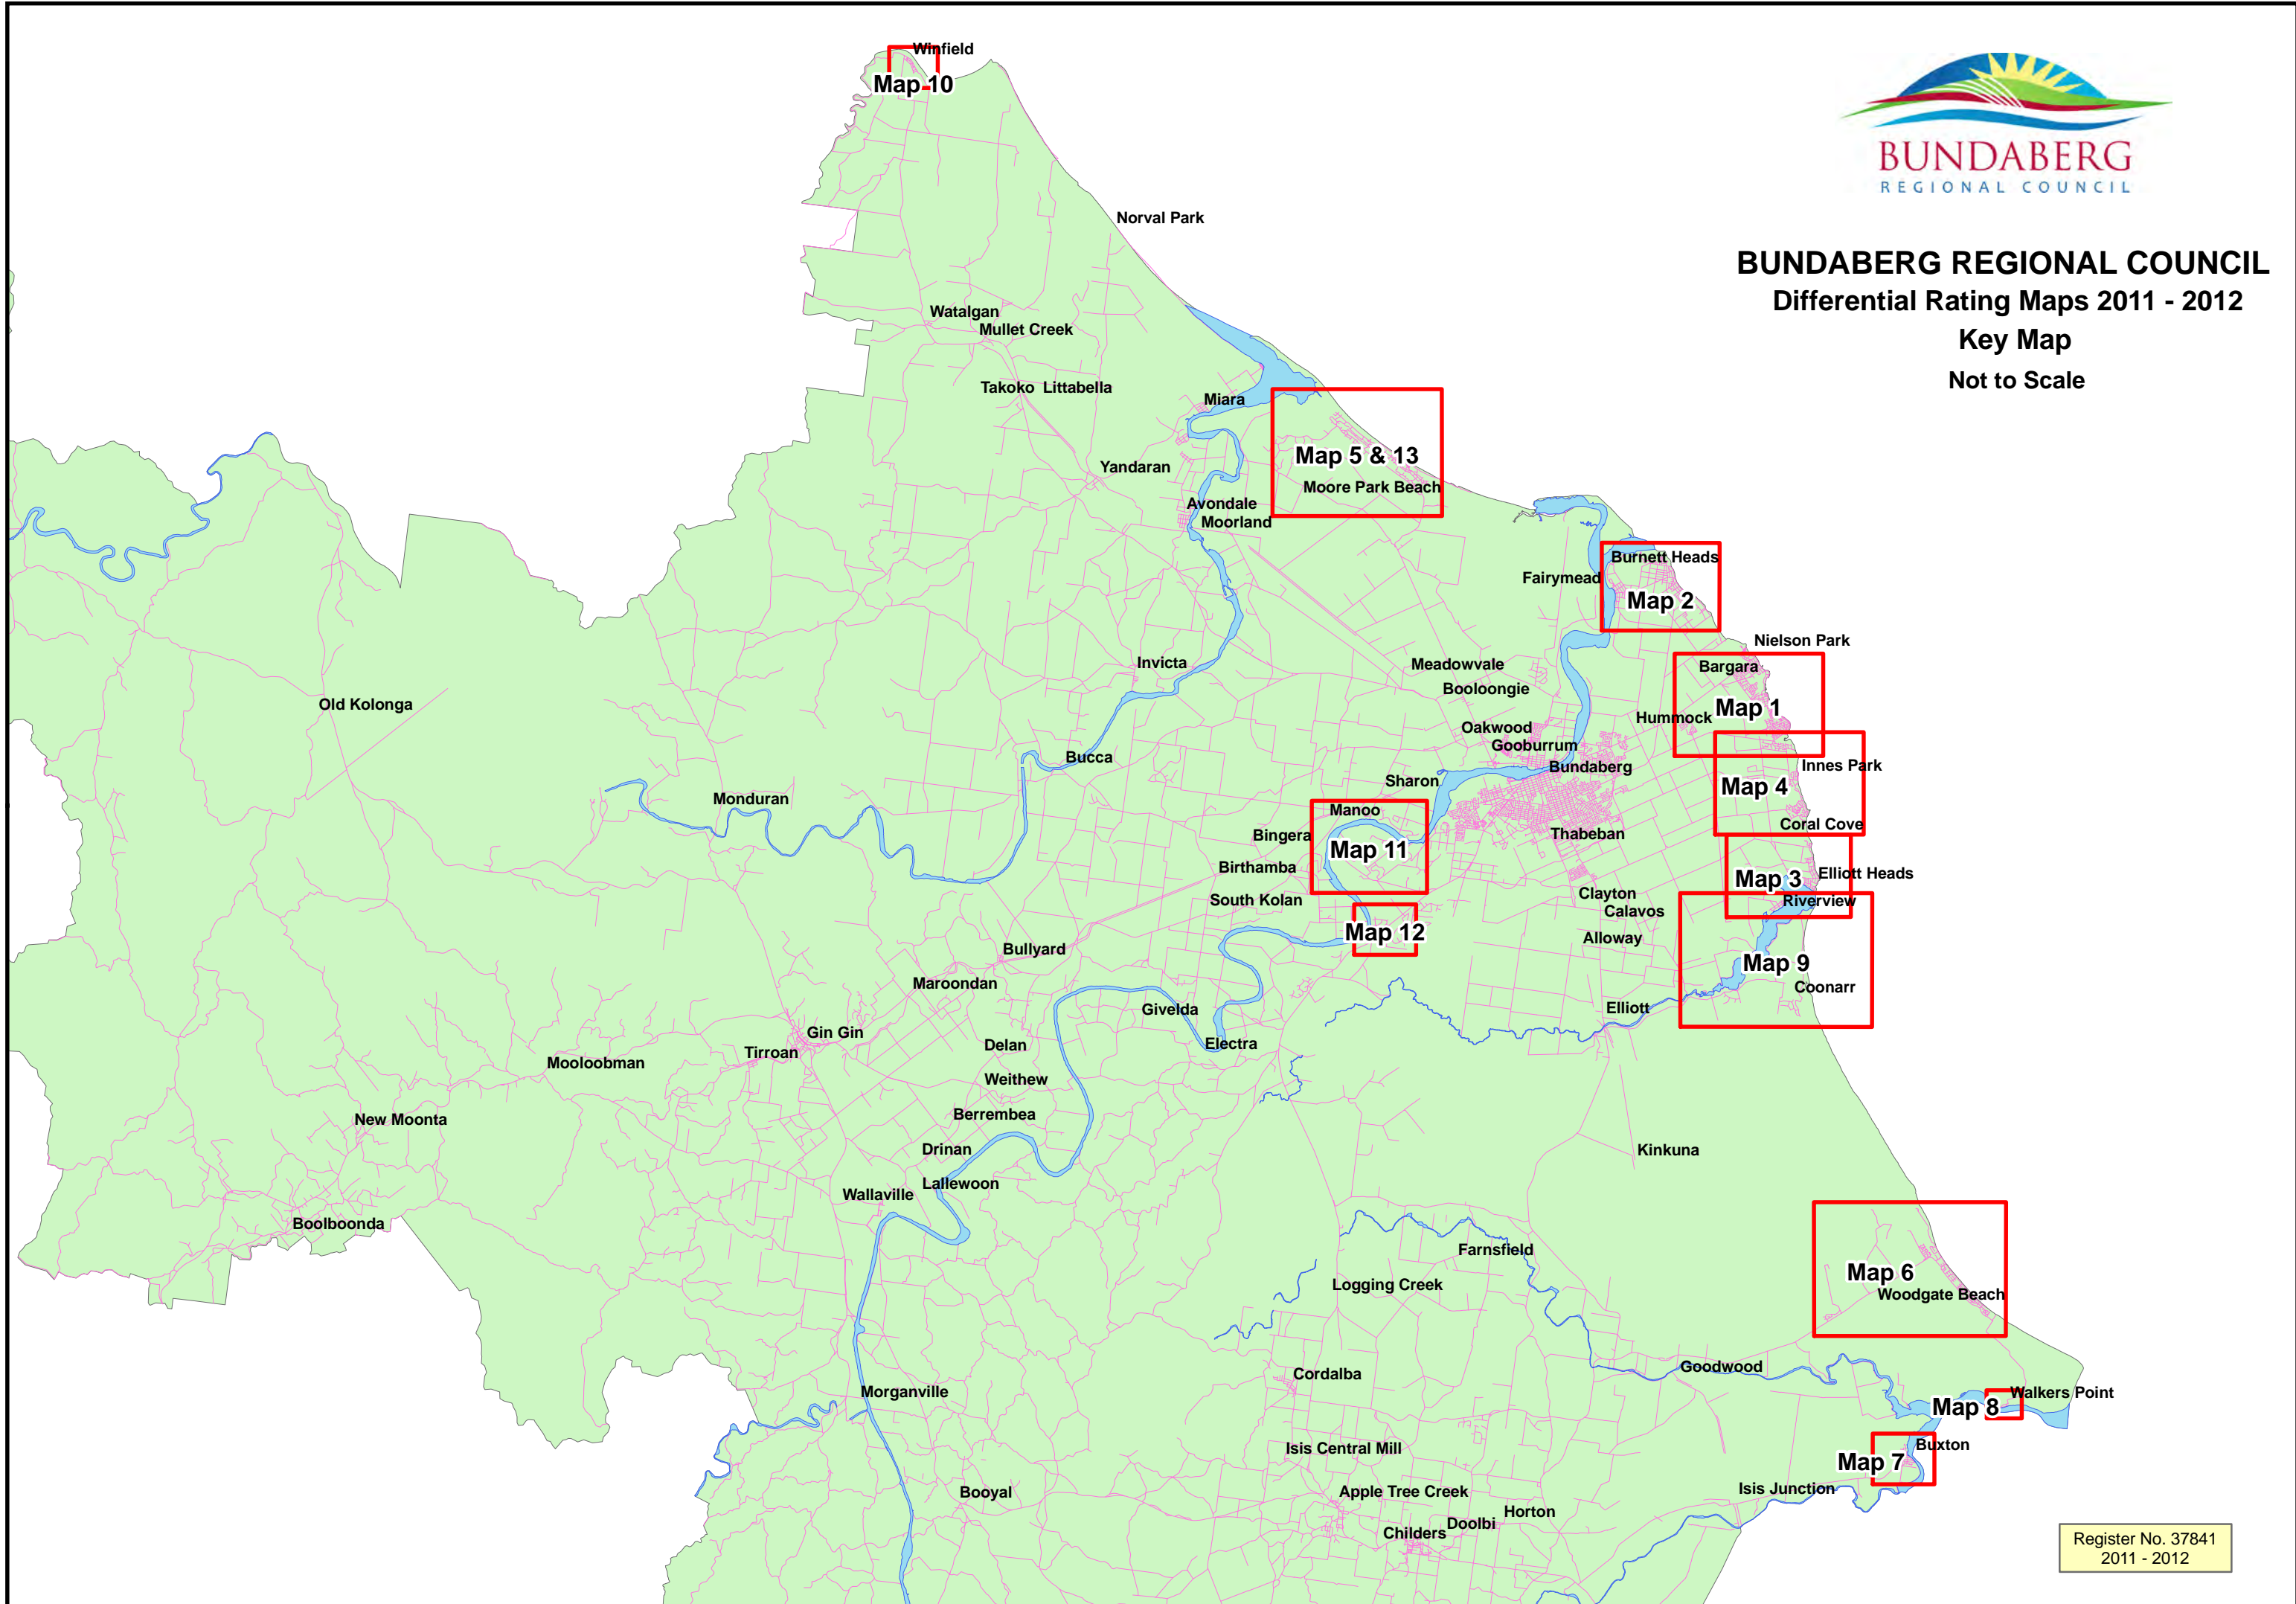 BUNDABERG
REGIONAL COUNCIL
BUNDABERG REGIONAL COUNCIL
Differential Rating Maps 2011 - 2012
Key Map
Not to Scale
Winfield
Map 10
Norval Park
Watalgan
Mullet Creek
Takoko Littabella
Miara
Map 5 & 13
Yandaran
Moore Park Beach
Avondale
Moorland
Burnett Heads
Fairymead
Map 2
Nielson Park
Invicta
Meadowvale
Bargara
Booloongie
Old Kolonga
Map 1
Hummock
Oakwood
Gooburrum
Bucca
Bundaberg
Innes Park
Sharon
Map 4
Monduran
Manoo
Coral Cove
Bingera
Thabeban
Map 11
Birthamba
Elliott Heads
Map 3
Clayton
South Kolan
Riverview
Calavos
Map 12
Alloway
Bullyard
Map 9
Maroondan
Coonarr
Givelda
Elliott
Gin Gin
Electra
Delan
Tirroan
Mooloobman
Weithew
Berrembea
New Moonta
Drinan
Kinkuna
Lallewoon
Wallaville
Boolboonda
Farnsfield
Map 6
Logging Creek
Woodgate Beach
Goodwood
Cordalba
Morganville
Walkers Point
Map 8
Buxton
Isis Central Mill
Map 7
Isis Junction
Apple Tree Creek
Booyal
Horton
Doolbi
Childers
Register No. 37841
2011 - 2012